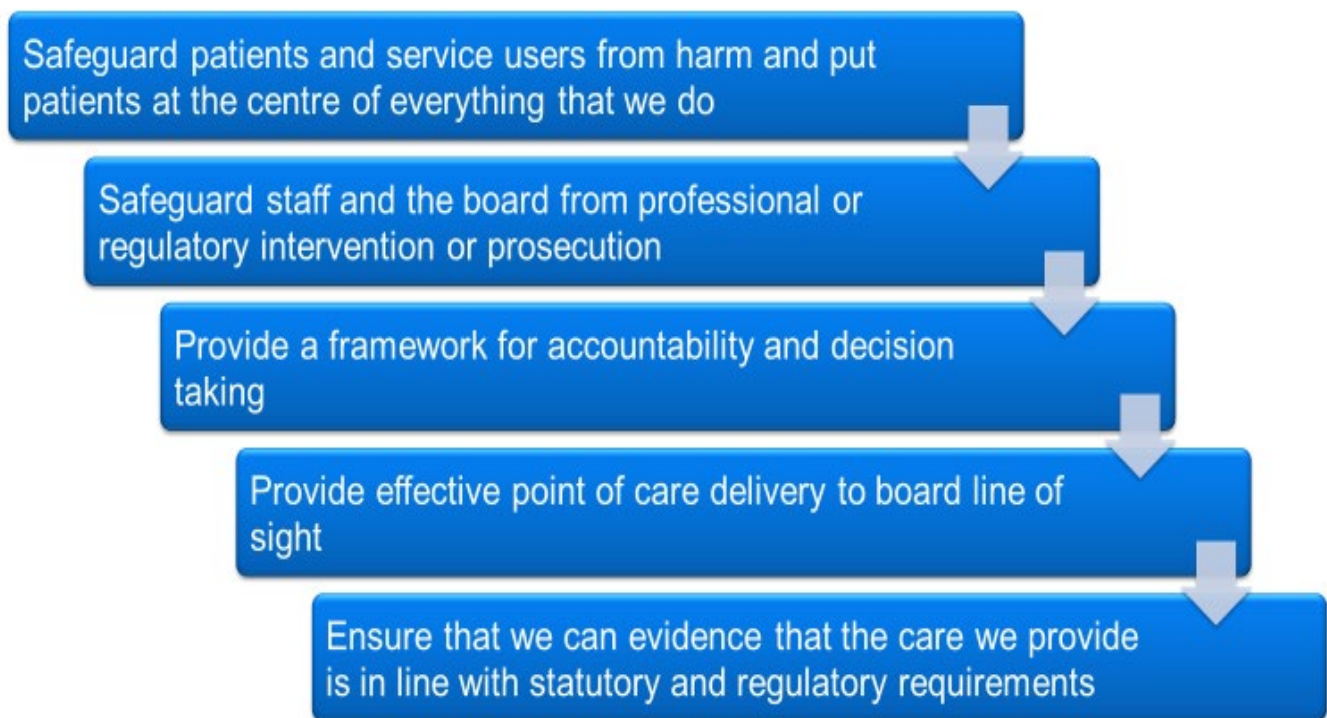 Safeguard patients and service users from harm and put
patients at the centre of everything that we do
Safeguard staff and the board from professional or
regulatory intervention or prosecution
Provide a framework for accountability and decision
taking
Provide effective point of care delivery to board line of
sight
Ensure that we can evidence that the care we provide
is in line with statutory and regulatory requirements